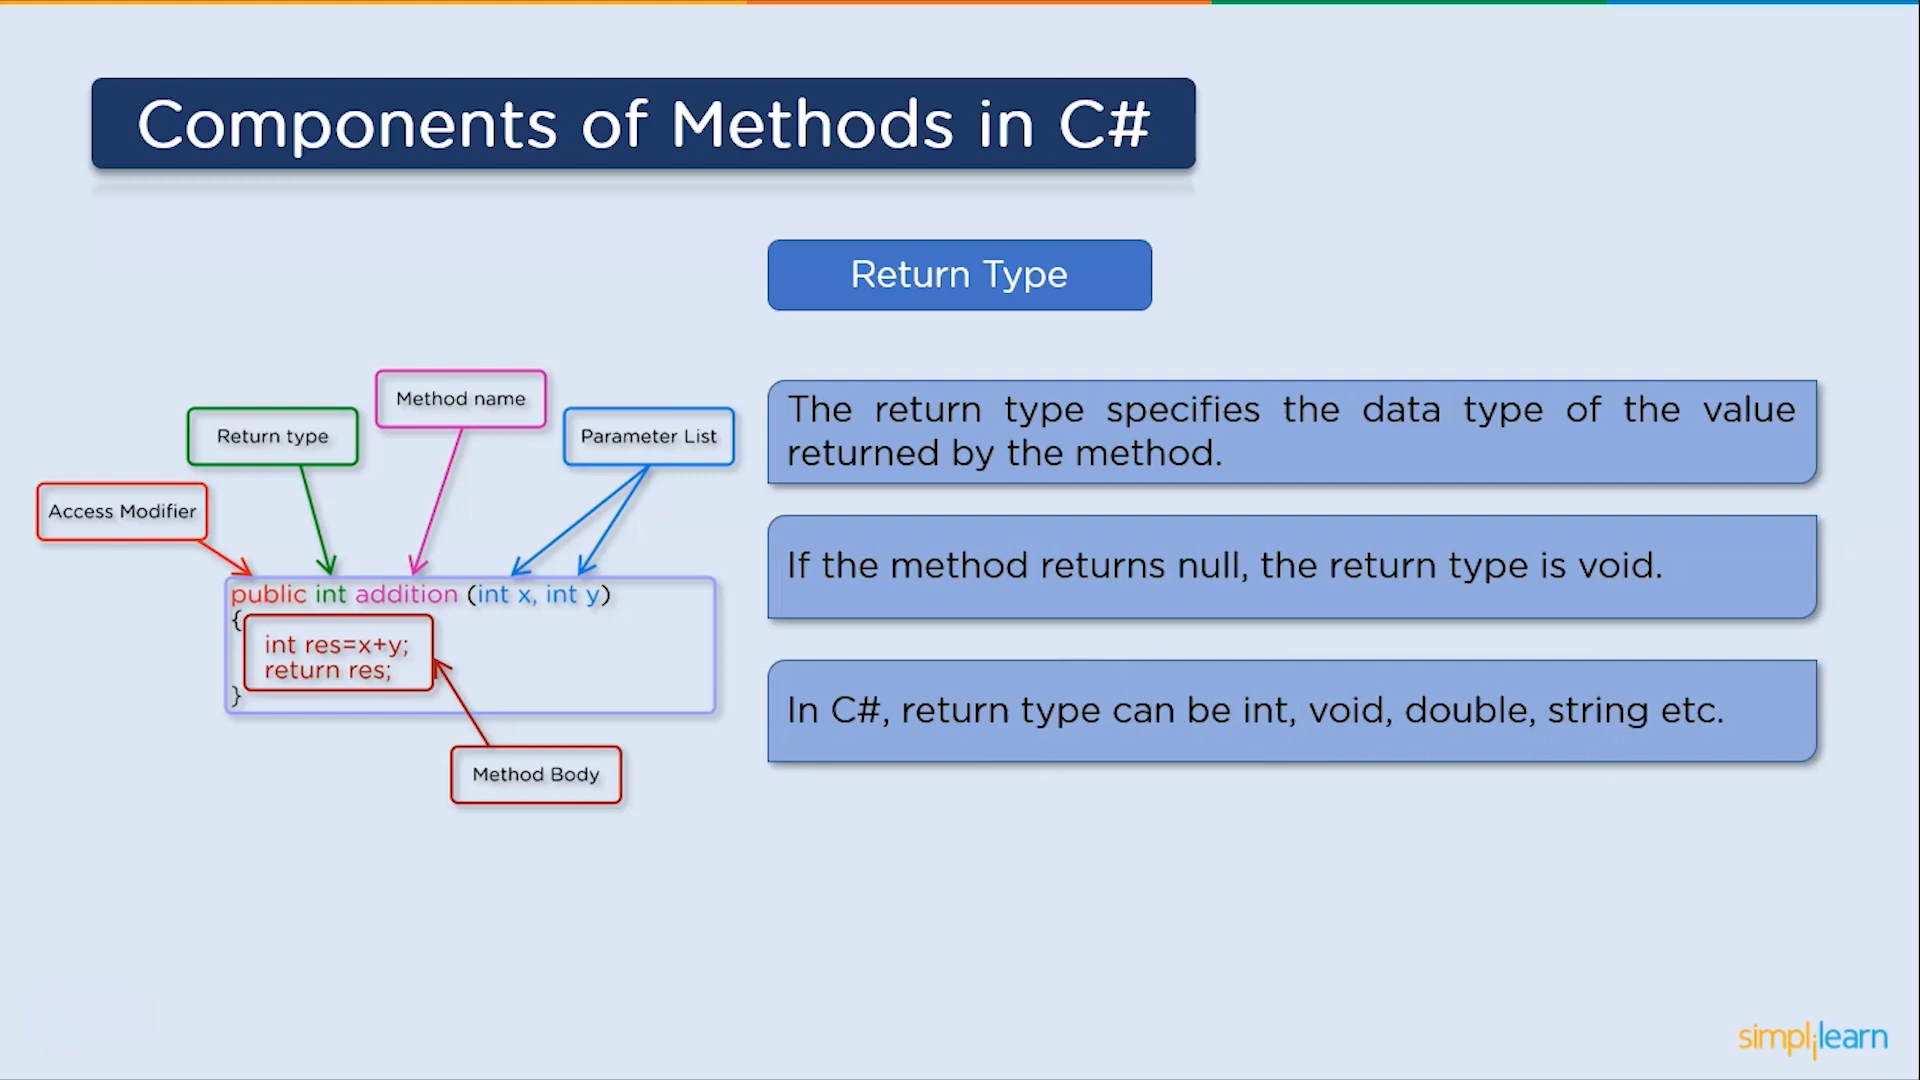 Components of Methods in C#
Return Type
Method name
Return type
Parameter List
Access Modifier
public int addition (int x, int y)
{
int res=x+y;
return res;
}
Method Body
The return type specifies the data type of the value
returned by the method.
If the method returns null, the return type is void.
In C#, return type can be int, void, double, string etc.
simplilearn